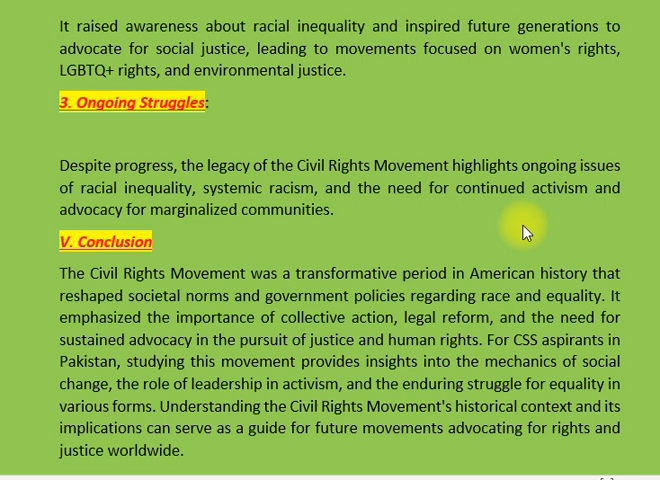 It raised awareness about racial inequality and inspired future generations to
advocate for social justice, leading to movements focused on women's rights,
LGBTQ+ rights, and environmental justice.
3. Ongoing Struggles:
Despite progress, the legacy of the Civil Rights Movement highlights ongoing issues
of racial inequality, systemic racism, and the need for continued activism and
advocacy for marginalized communities.
V. Conclusion
The Civil Rights Movement was a transformative period in American history that
reshaped societal norms and government policies regarding race and equality. It
emphasized the importance of collective action, legal reform, and the need for
sustained advocacy in the pursuit of justice and human rights. For CSS aspirants in
Pakistan, studying this movement provides insights into the mechanics of social
change, the role of leadership in activism, and the enduring struggle for equality in
various forms. Understanding the Civil Rights Movement's historical context and its
implications can serve as a guide for future movements advocating for rights and
justice worldwide.